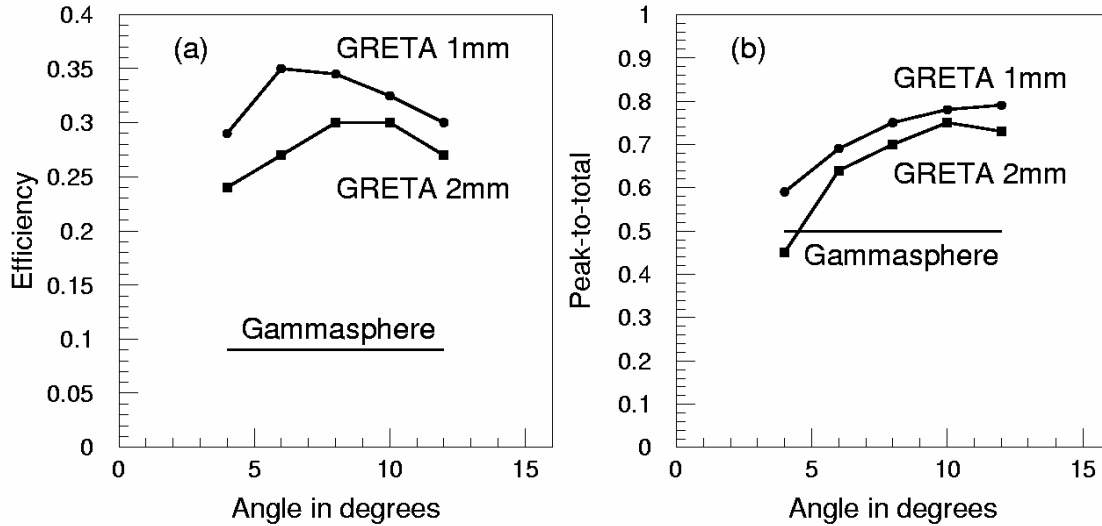 (a)
GRETA 1mm
GRETA 2mm
Gammasphere
Efficiency
0.4
0.35
0.3
0.25
0.2
0.15
0.1
0.05
0
0 5 10 15
Angle in degrees
(b)
GRETA 1mm
GRETA 2mm
Gammasphere
Peak-to-total
1
0.9
0.8
0.7
0.6
0.5
0.4
0.3
0.2
0.1
0
0 5 10 15
Angle in degrees